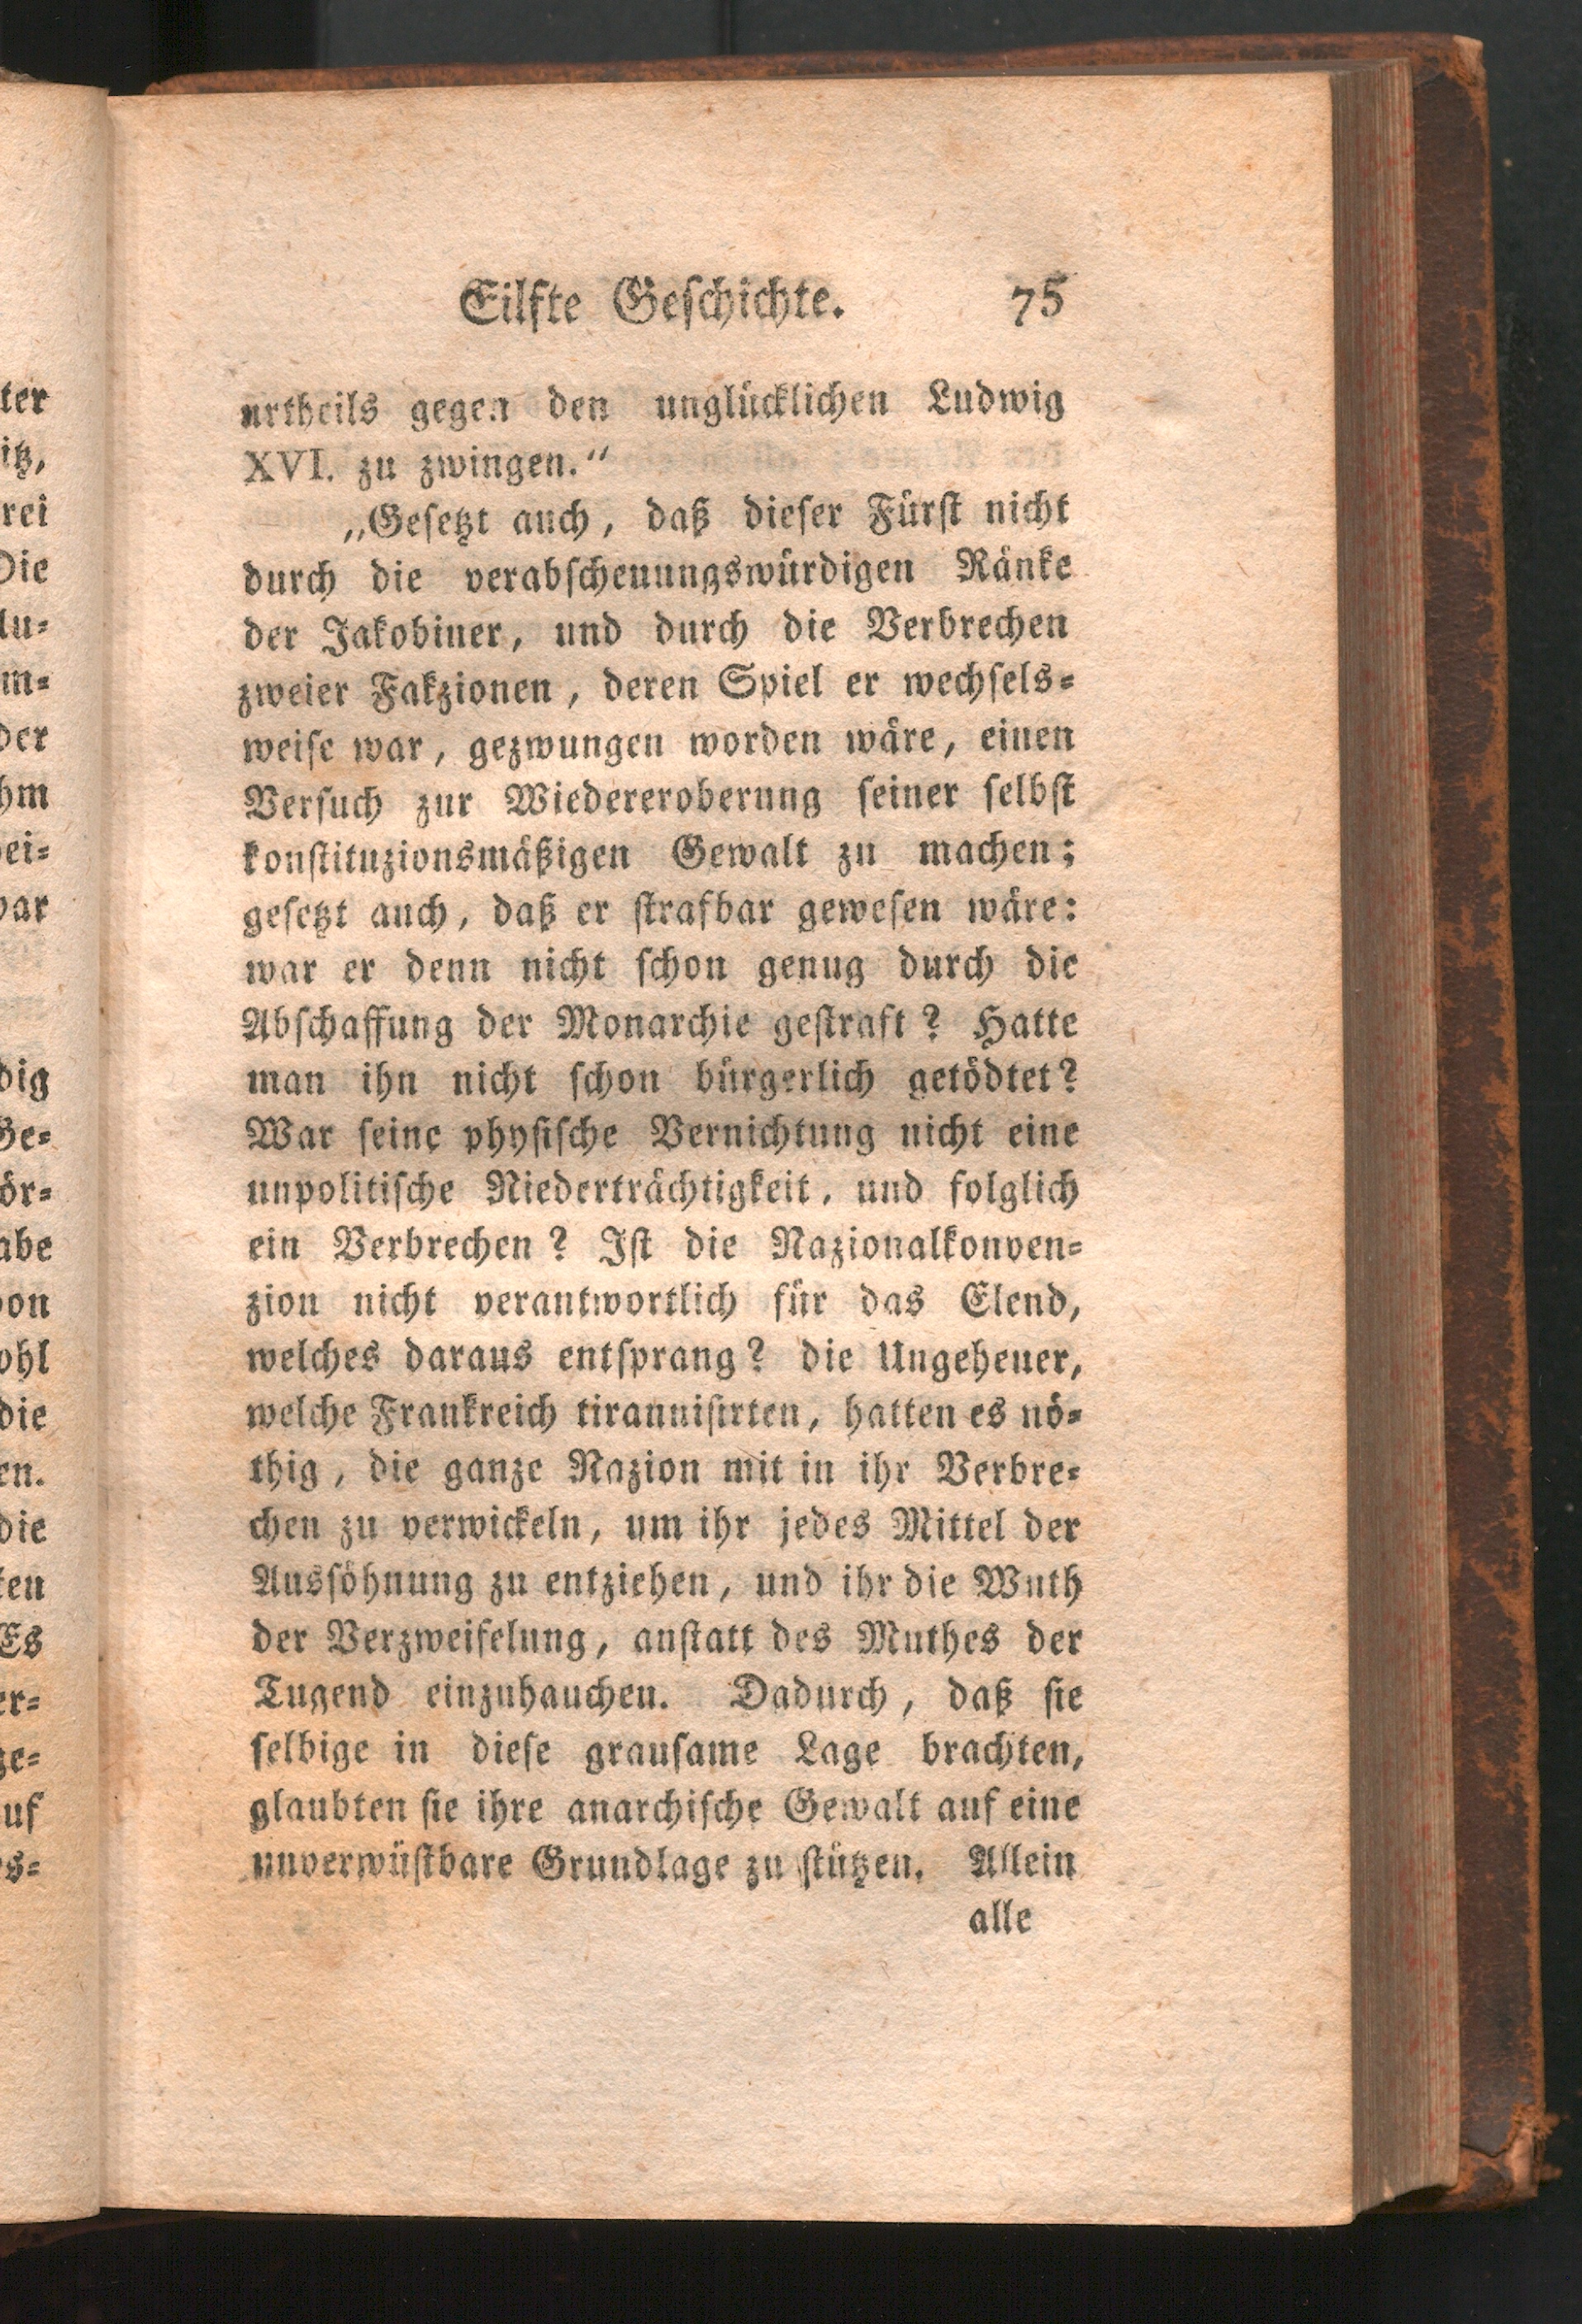 Eilfte Geschichte. 75
urtheils gegen den unglücklichen Ludwig
XVI. zu zwingen.“
„Gesetzt auch, daß dieser Fürst nicht
durch die verabscheuungswürdigen Ränke
der Jakobiner, und durch die Verbrechen
zweier Fakzionen, deren Spiel er wechsels-
weise war, gezwungen worden wäre, einen
Versuch zur Wiedereroberung seiner selbst
konstituzionsmäßigen Gewalt zu machen;
gesetzt auch, daß er strafbar gewesen wäre:
war er denn nicht schon genug durch die
Abschaffung der Monarchie gestraft? Hatte
man ihn nicht schon bürgerlich getödtet?
War seine physische Vernichtung nicht eine
unpolitische Niederträchtigkeit, und folglich
ein Verbrechen? Ist die Nazionalkonven-
zion nicht verantwortlich für das Elend,
welches daraus entsprang? die Ungeheuer,
welche Frankreich tirannisirten, hatten es nö-
thig, die ganze Nazion mit in ihr Verbre-
chen zu verwickeln, um ihr jedes Mittel der
Aussöhnung zu entziehen, und ihr die Wuth
der Verzweifelung, anstatt des Muthes der
Tugend einzuhauchen. Dadurch, daß sie
selbige in diese grausame Lage brachten,
glaubten sie ihre anarchische Gewalt auf eine
unverwüstbare Grundlage zu stützen. Allein
alle